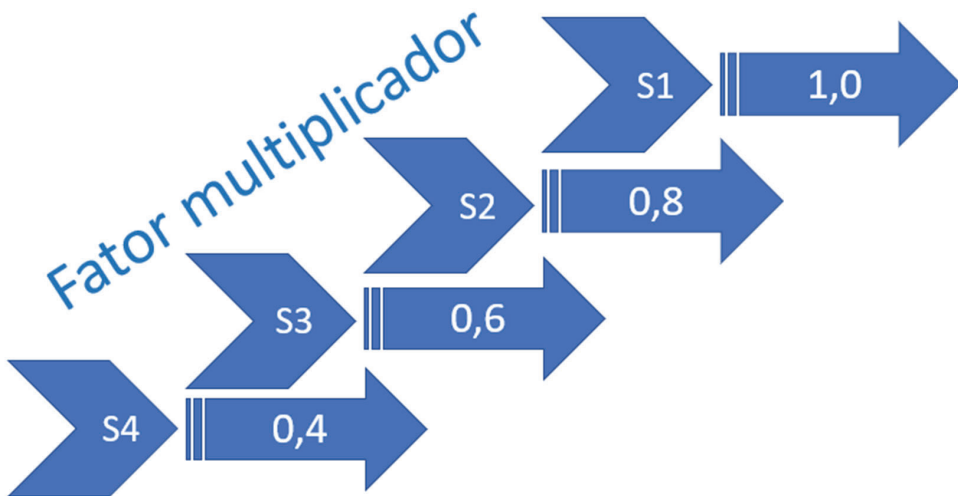 Fator multiplicador
S1 1,0
S2 0,8
S3 0,6
S4 0,4